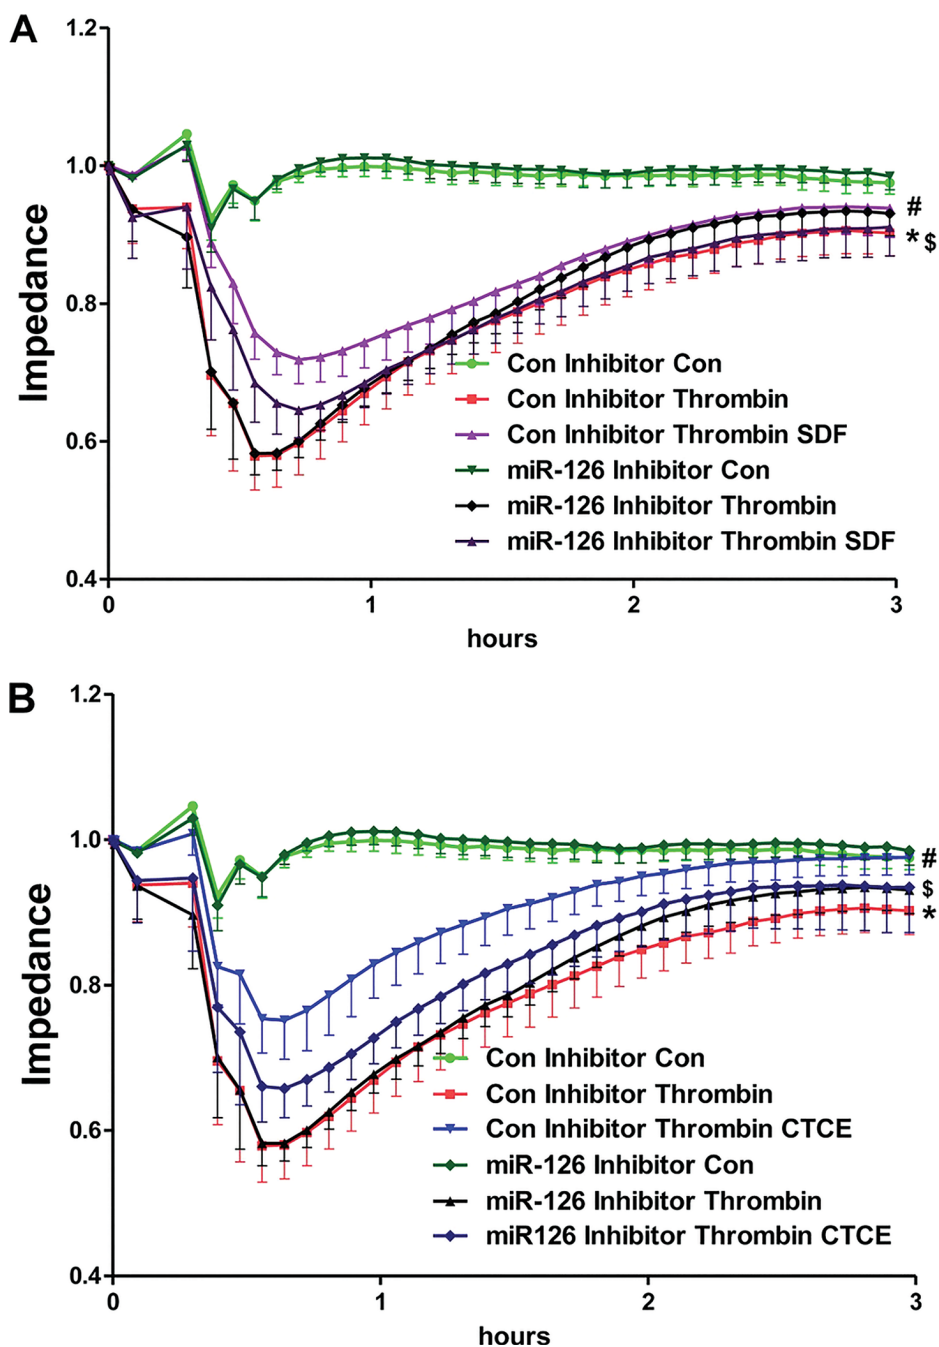 A
1.2
1.0
0.8
0.6
0.4
Impedance
#
* $
Con Inhibitor Con
Con Inhibitor Thrombin
Con Inhibitor Thrombin SDF
miR-126 Inhibitor Con
miR-126 Inhibitor Thrombin
miR-126 Inhibitor Thrombin SDF
0 1 2 3
hours
B
1.2
1.0
0.8
0.6
0.4
Impedance
#
$
*
Con Inhibitor Con
Con Inhibitor Thrombin
Con Inhibitor Thrombin CTCE
miR-126 Inhibitor Con
miR-126 Inhibitor Thrombin
miR126 Inhibitor Thrombin CTCE
0 1 2 3
hours